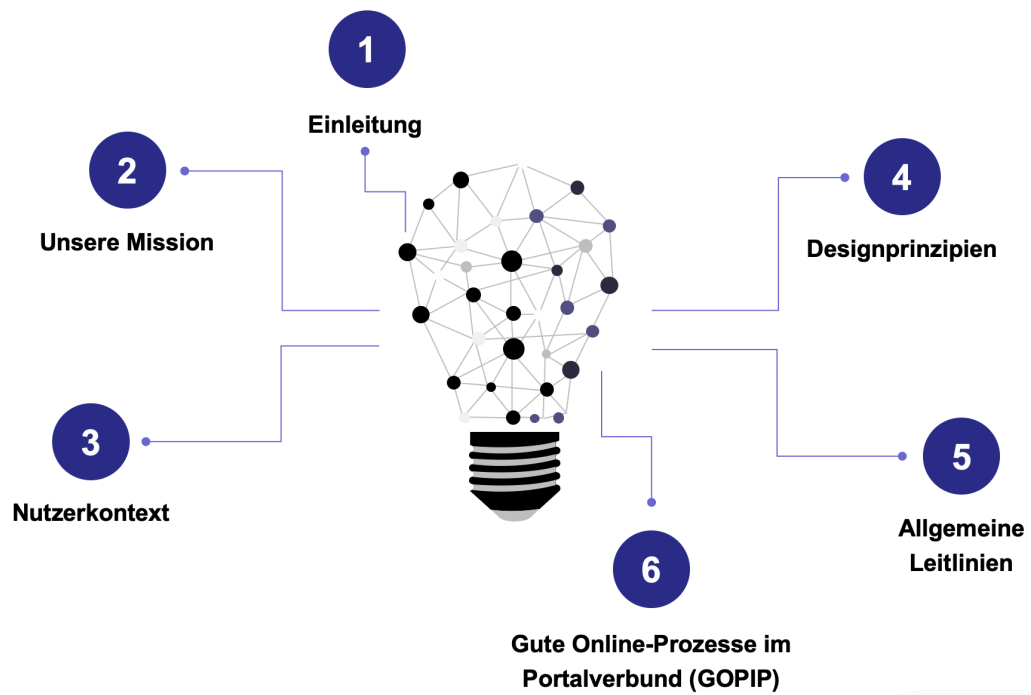 1
Einleitung
2
Unsere Mission
3
Nutzerkontext
4
Designprinzipien
5
Allgemeine
Leitlinien
6
Gute Online-Prozesse im
Portalverbund (GOPIP)